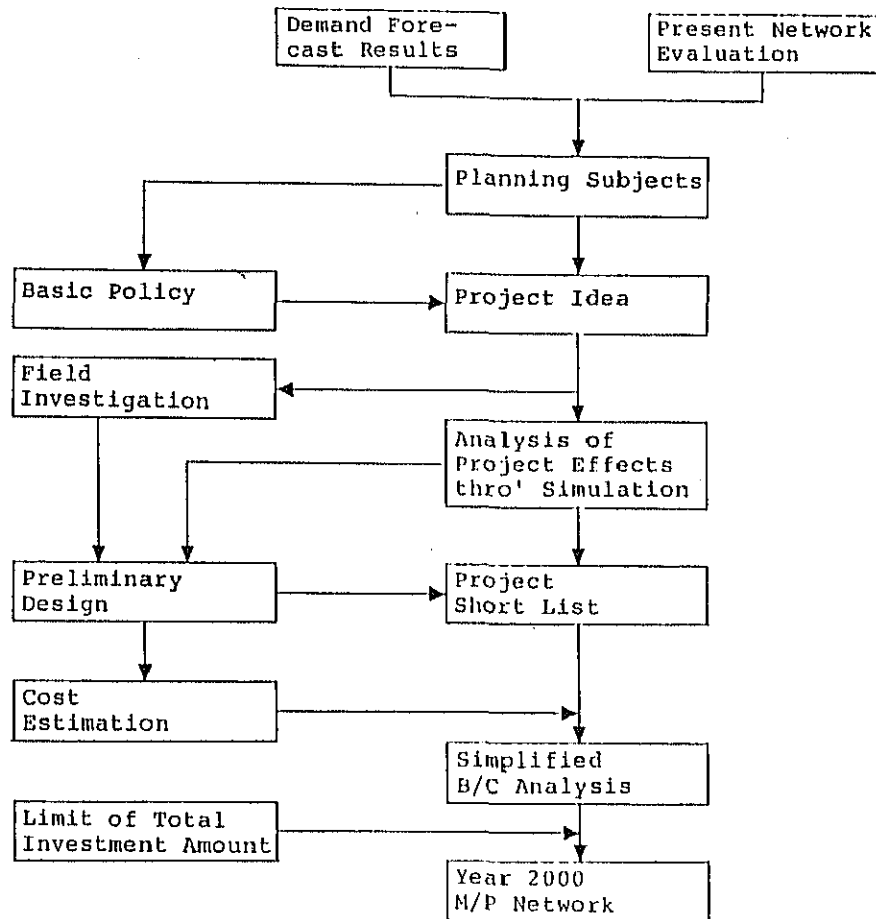 Demand Fore-
cast Results
Present Network
Evaluation
Planning Subjects
Basic Policy
Project Idea
Field
Investigation
Analysis of
Project Effects
thro' Simulation
Preliminary
Design
Project
Short List
Cost
Estimation
Simplified
B/C Analysis
Limit of Total
Investment Amount
Year 2000
M/P Network